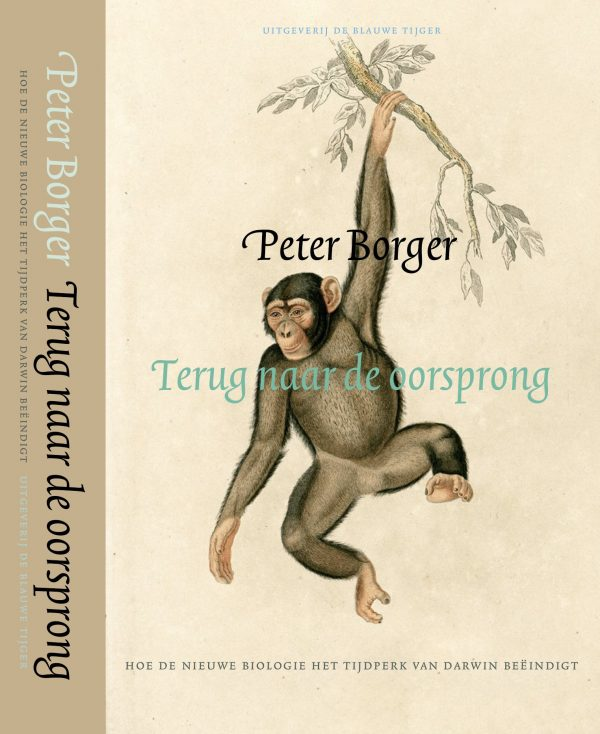 Peter Borger Terug naar de oorsprong
HOE DE NIEUWE BIOLOGIE HET TIJDPERK VAN DARWIN BEËINDIGT UITGEVERIJ DE BLAUWE TIJGER
UITGEVERIJ DE BLAUWE TIJGER
Peter Borger
Terug naar de oorsprong
HOE DE NIEUWE BIOLOGIE HET TIJDPERK VAN DARWIN BEËINDIGT